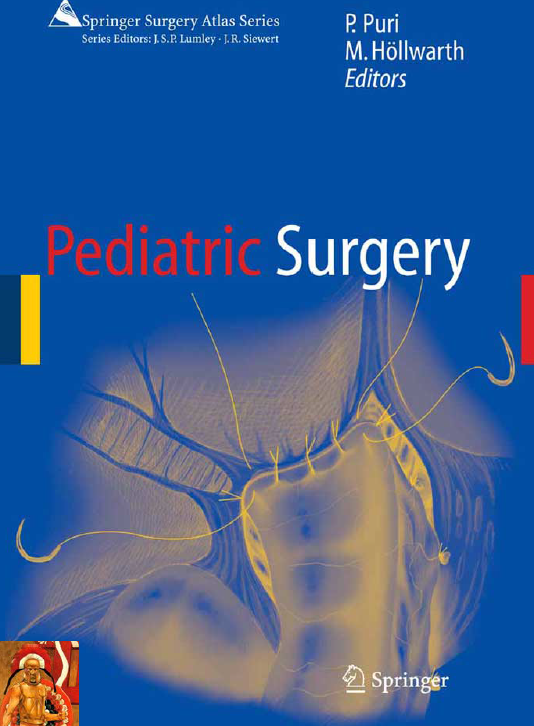 Springer Surgery Atlas Series
Series Editors: J.S.P. Lumley · J.R. Siewert
P. Puri
M. Höllwarth
Editors
Pediatric Surgery
Springer